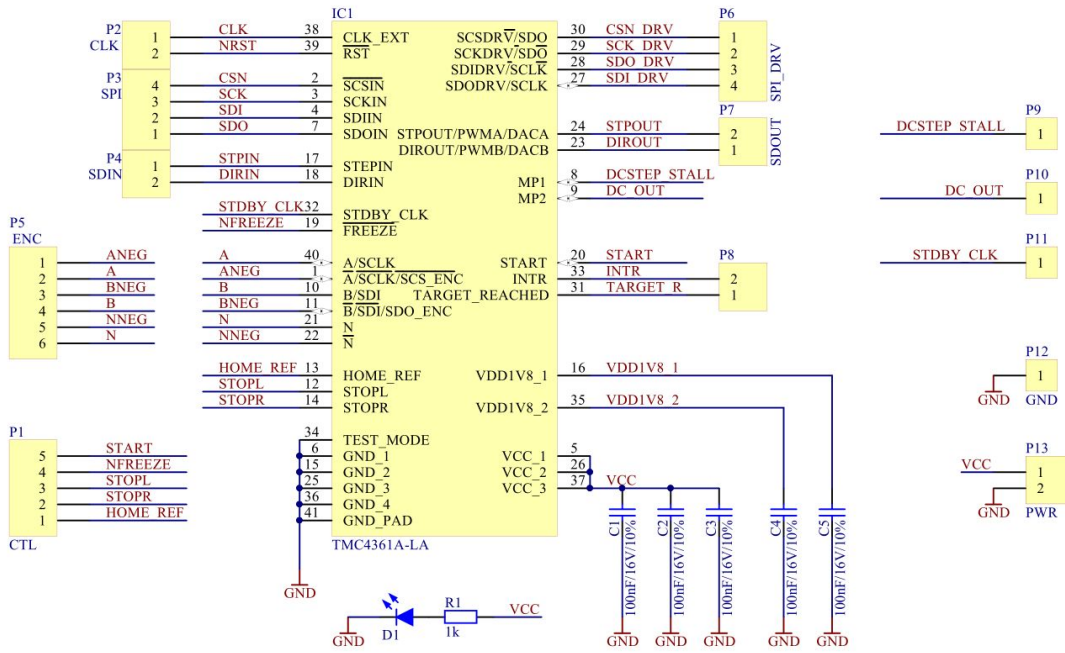 IC1
P2
CLK
1
2
CLK
NRST
38
39
CLK_EXT
RST
P3
SPI
4
3
2
1
CSN
SCK
SDI
SDO
2
3
4
7
SCSIN
SCKIN
SDIIN
SDOIN
P4
SDIN
1
2
STPIN
DIRIN
17
18
STEPIN
DIRIN
STDBY_CLK
NFREEZE
32
19
STDBY_CLK
FREEZE
P5
ENC
1
2
3
4
5
6
ANEG
A
BNEG
B
NNEG
N
A
ANEG
B
BNEG
N
NNEG
40
1
10
11
21
22
A/SCLK
A/SCLK/SCS_ENC
B/SDI
B/SDI/SDO_ENC
N
N
HOME_REF
STOPL
STOPR
13
12
14
HOME_REF
STOPL
STOPR
P1
5
4
3
2
1
START
NFREEZE
STOPL
STOPR
HOME_REF
CTL
34
6
15
25
36
41
TEST_MODE
GND_1
GND_2
GND_3
GND_4
GND_PAD
GND
TMC4361A-LA
SCSDRV/SDO
SCKDRV/SDO
SDIDRV/SCLK
SDODRV/SCLK
30
29
28
27
CSN_DRV
SCK_DRV
SDO_DRV
SDI_DRV
P6
1
2
3
4
SPI_DRV
STPOUT/PWMA/DACA
DIROUT/PWMB/DACB
24
23
STPOUT
DIROUT
P7
2
1
SDOUT
MP1
MP2
8
9
DCSTEP_STALL
DC_OUT
START
INTR
TARGET_REACHED
20
33
31
START
INTR
TARGET_R
P8
2
1
VDD1V8_1
16
VDD1V8_1
VDD1V8_2
35
VDD1V8_2
VCC_1
VCC_2
VCC_3
5
26
37
VCC
C1
100nF/16V/10%
GND
C2
100nF/16V/10%
GND
C3
100nF/16V/10%
GND
C4
100nF/16V/10%
GND
C5
100nF/16V/10%
GND
GND
D1
R1
1k
VCC
DCSTEP_STALL
P9
1
DC_OUT
P10
1
STDBY_CLK
P11
1
P12
1
GND
GND
P13
VCC
1
2
GND
PWR